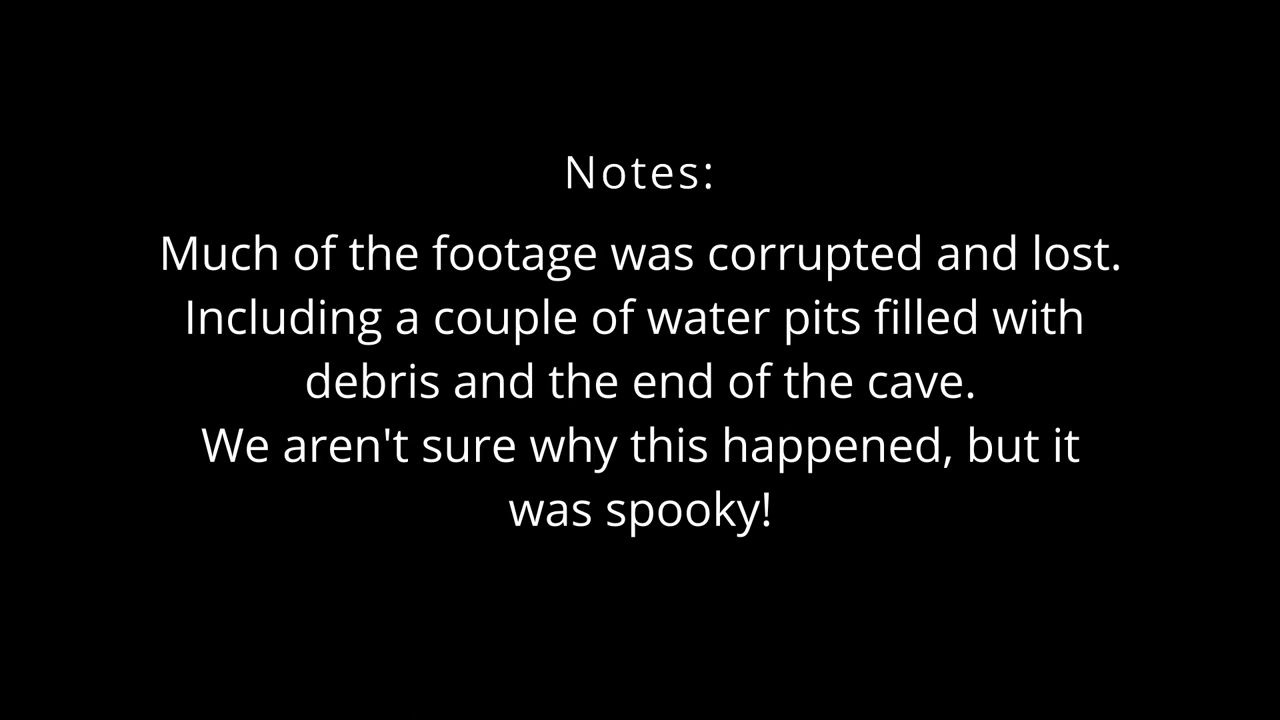 Notes:
Much of the footage was corrupted and lost.
Including a couple of water pits filled with
debris and the end of the cave.
We aren't sure why this happened, but it
was spooky!